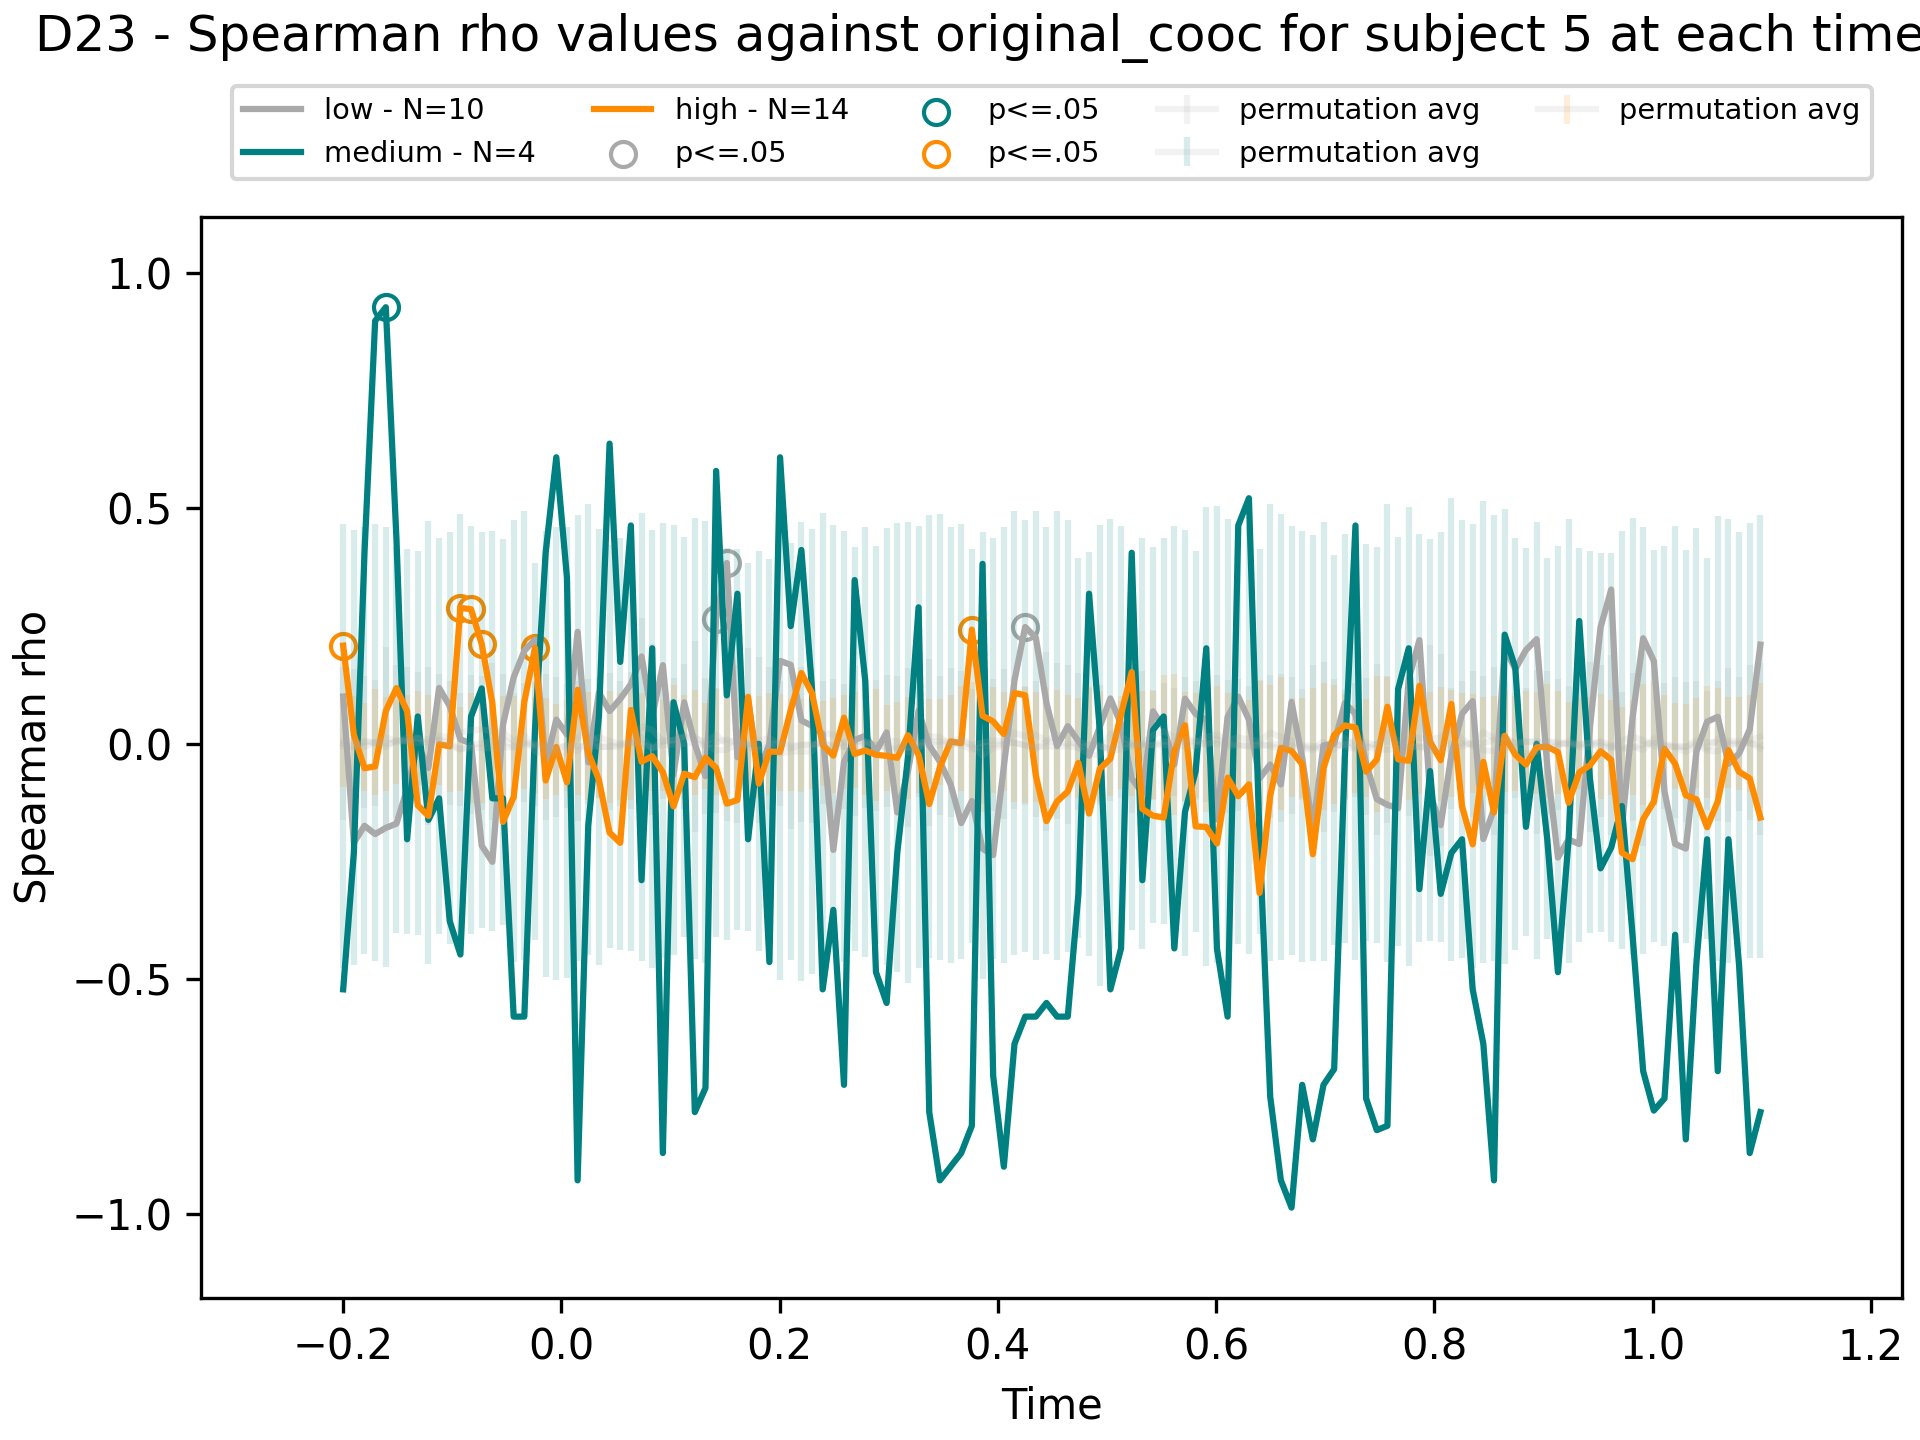 D23 - Spearman rho values against original_cooc for subject 5 at each time
low - N=10
medium - N=4
high - N=14
p<=.05
p<=.05
p<=.05
permutation avg
permutation avg
permutation avg
1.0
0.5
0.0
−0.5
−1.0
Spearman rho
−0.2
0.0
0.2
0.4
0.6
0.8
1.0
1.2
Time